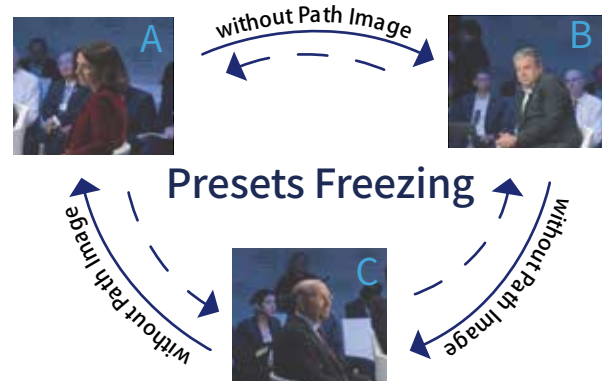 without Path Image
A
B
Presets Freezing
without Path Image
without Path Image
C